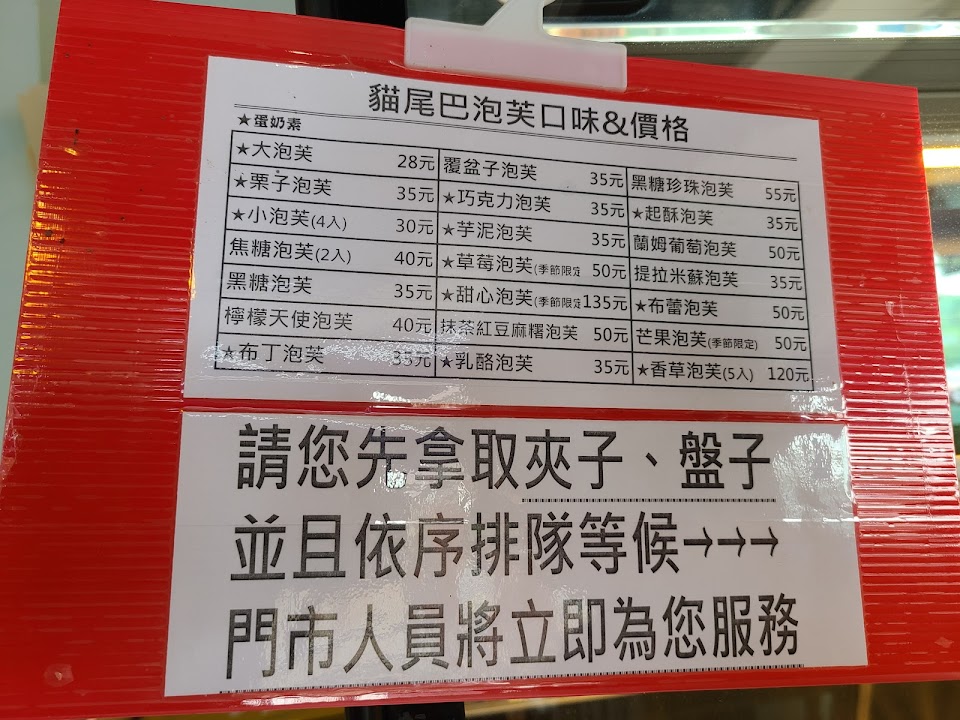 貓尾巴泡芙口味&價格
★蛋奶素
★大泡芙 28元 覆盆子泡芙 35元 黑糖珍珠泡芙 55元
★栗子泡芙 35元 ★巧克力泡芙 35元 ★起酥泡芙 35元
★小泡芙(4入) 30元 ★芋泥泡芙 35元 蘭姆葡萄泡芙 50元
焦糖泡芙(2入) 40元 ★草莓泡芙(季節限定 50元 提拉米蘇泡芙 35元
黑糖泡芙 35元 ★甜心泡芙(季節限定 135元 ★布蕾泡芙 50元
檸檬天使泡芙 40元 抹茶紅豆麻糬泡芙 50元 芒果泡芙(季節限定) 50元
★布丁泡芙 35元 ★乳酪泡芙 35元 ★香草泡芙(5入) 120元
請您先拿取夾子、盤子
並且依序排隊等候→→→
門市人員將立即為您服務